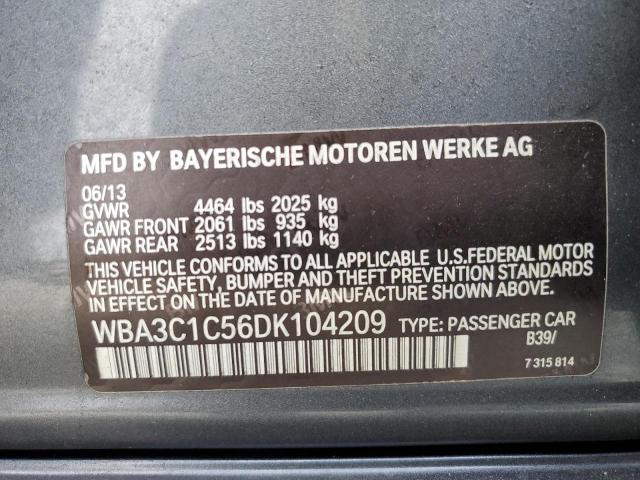 MFD BY BAYERISCHE MOTOREN WERKE AG
06/13
GVWR 4464 lbs 2025 kg
GAWR FRONT 2061 lbs 935 kg
GAWR REAR 2513 lbs 1140 kg
THIS VEHICLE CONFORMS TO ALL APPLICABLE U.S.FEDERAL MOTOR
VEHICLE SAFETY, BUMPER AND THEFT PREVENTION STANDARDS
IN EFFECT ON THE DATE OF MANUFACTURE SHOWN ABOVE.
WBA3C1C56DK104209 TYPE: PASSENGER CAR
B39/
7 315 814